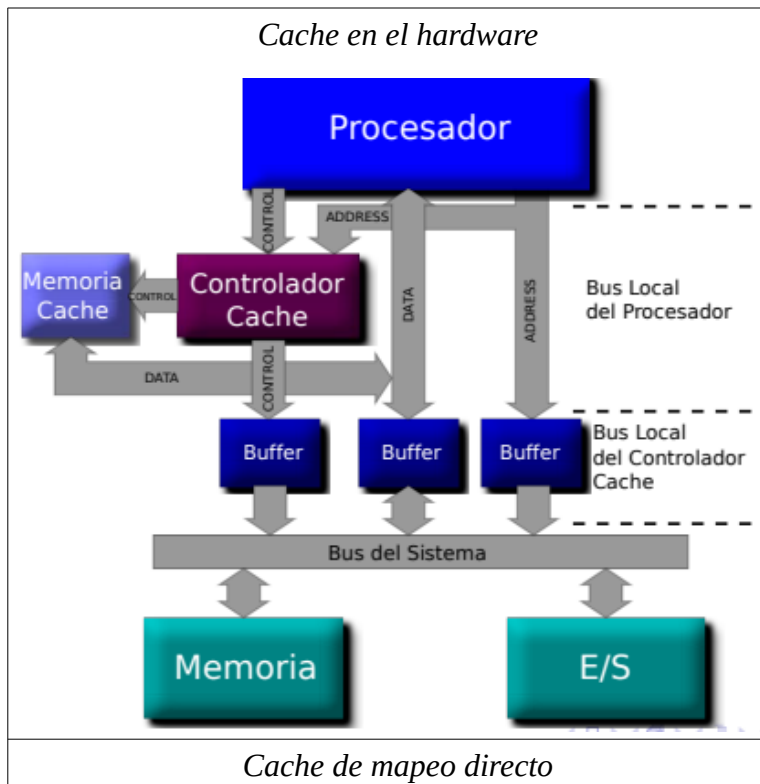 Cache en el hardware
Procesador
CONTROL
ADDRESS
Memoria
Cache
CONTROL
Controlador
Cache
DATA
ADDRESS
Bus Local
del Procesador
DATA
CONTROL
Buffer
Buffer
Buffer
Bus Local
del Controlador
Cache
Bus del Sistema
Memoria
E/S
Cache de mapeo directo